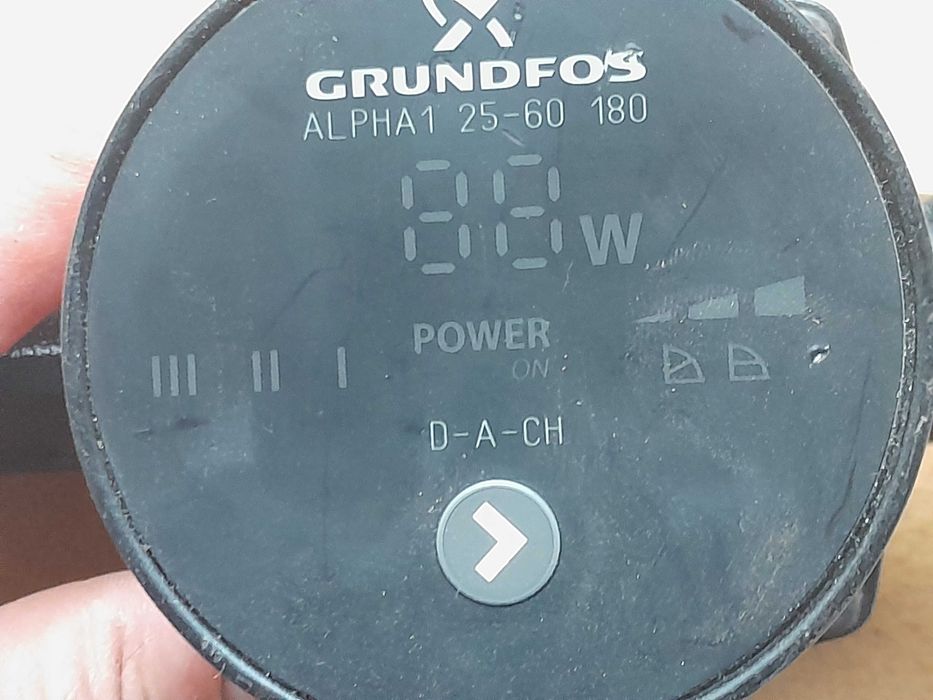 GRUNDFOS
ALPHA1 25-60 180
88 W
POWER
ON
III II I
D-A-CH